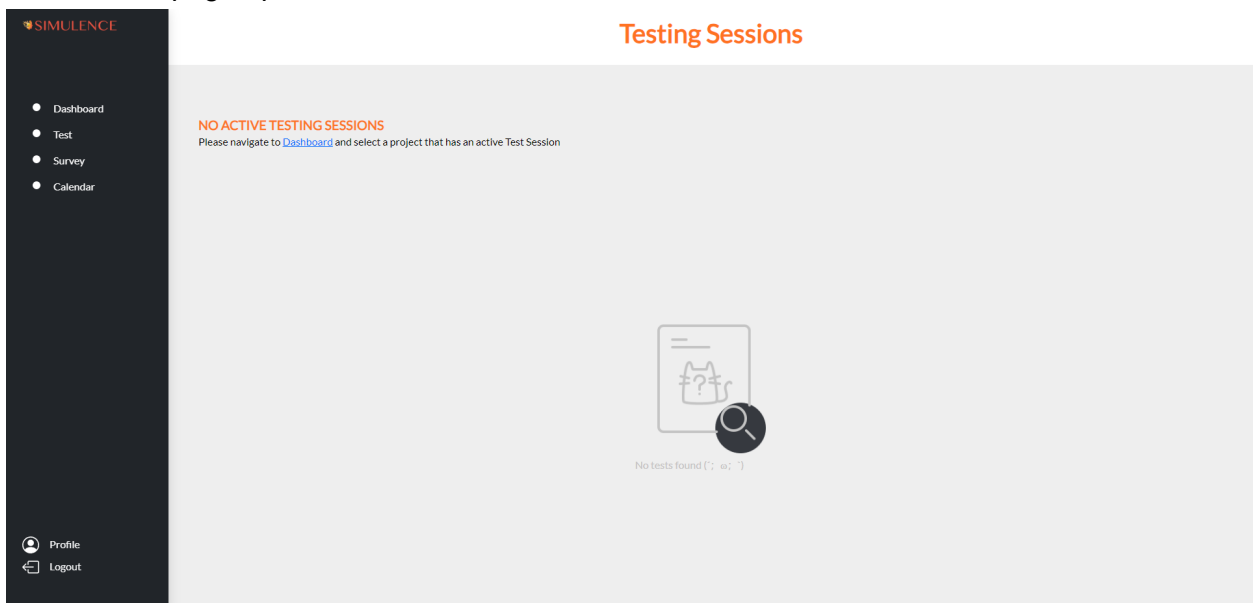 SIMULENCE
Testing Sessions
Dashboard
Test
Survey
Calendar
NO ACTIVE TESTING SESSIONS
Please navigate to Dashboard and select a project that has an active Test Session
?
No tests found (´; ω; `)
Profile
Logout